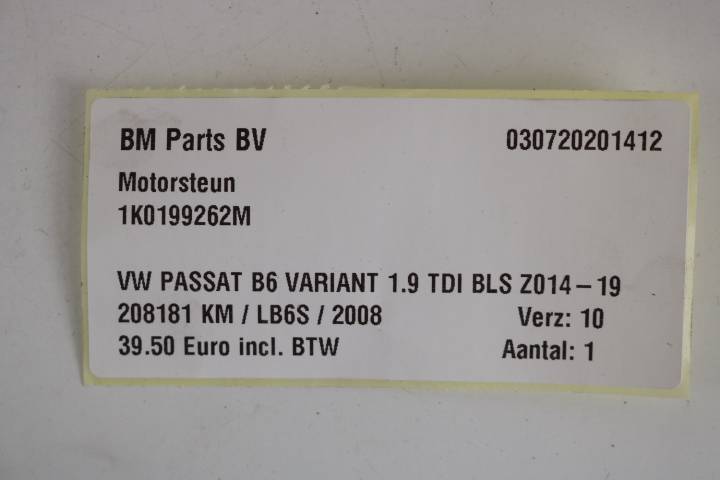 BM Parts BV 030720201412
Motorsteun
1K0199262M
VW PASSAT B6 VARIANT 1.9 TDI BLS Z014-19
208181 KM / LB6S / 2008 Verz: 10
39.50 Euro incl. BTW Aantal: 1